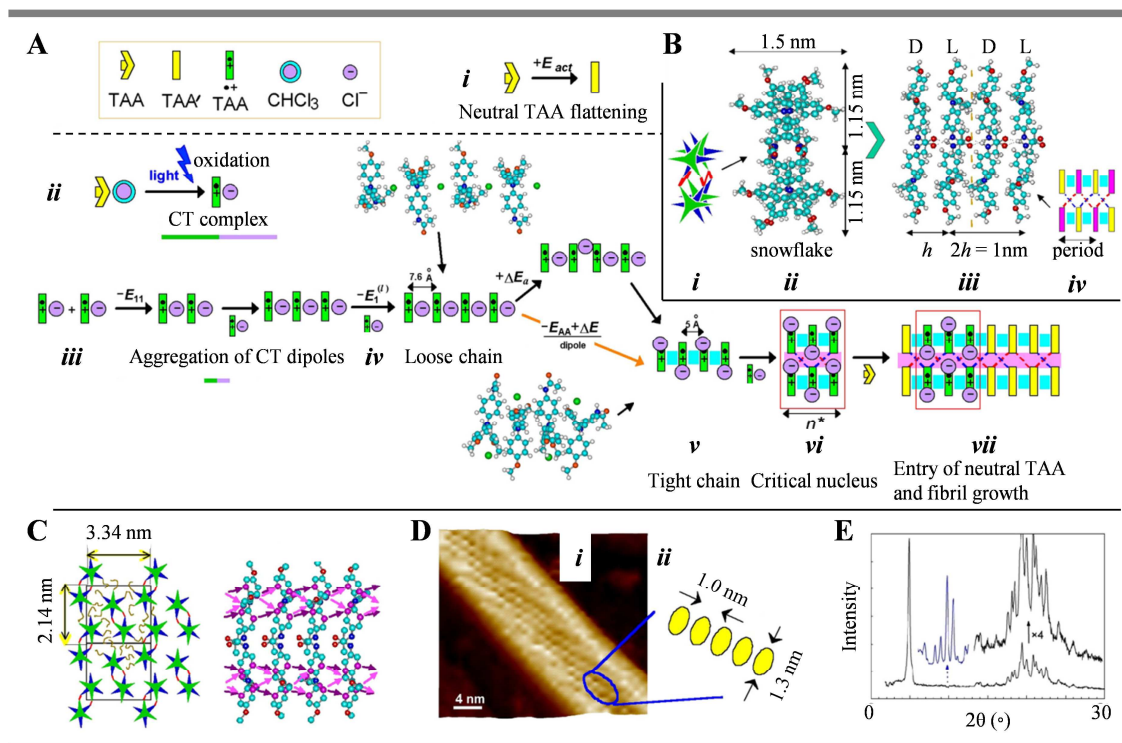 A
TAA
TAA′
TAA
••+
CHCl₃
Cl⁻
i
+E act
Neutral TAA flattening
ii
light
oxidation
CT complex
iii
−E₁₁
Aggregation of CT dipoles
iv
−E₁⁽ˡ⁾
7.6 Å
Loose chain
+ΔEₐ
−E_AA+ΔE
dipole
5 Å
v
Tight chain
n*
vi
Critical nucleus
vii
Entry of neutral TAA
and fibril growth
B
1.5 nm
1.15 nm
1.15 nm
snowflake
i
ii
D L D L
h
2h = 1nm
iii
period
iv
C
3.34 nm
2.14 nm
D
i
4 nm
ii
1.0 nm
1.3 nm
E
Intensity
×4
0
30
2θ (°)